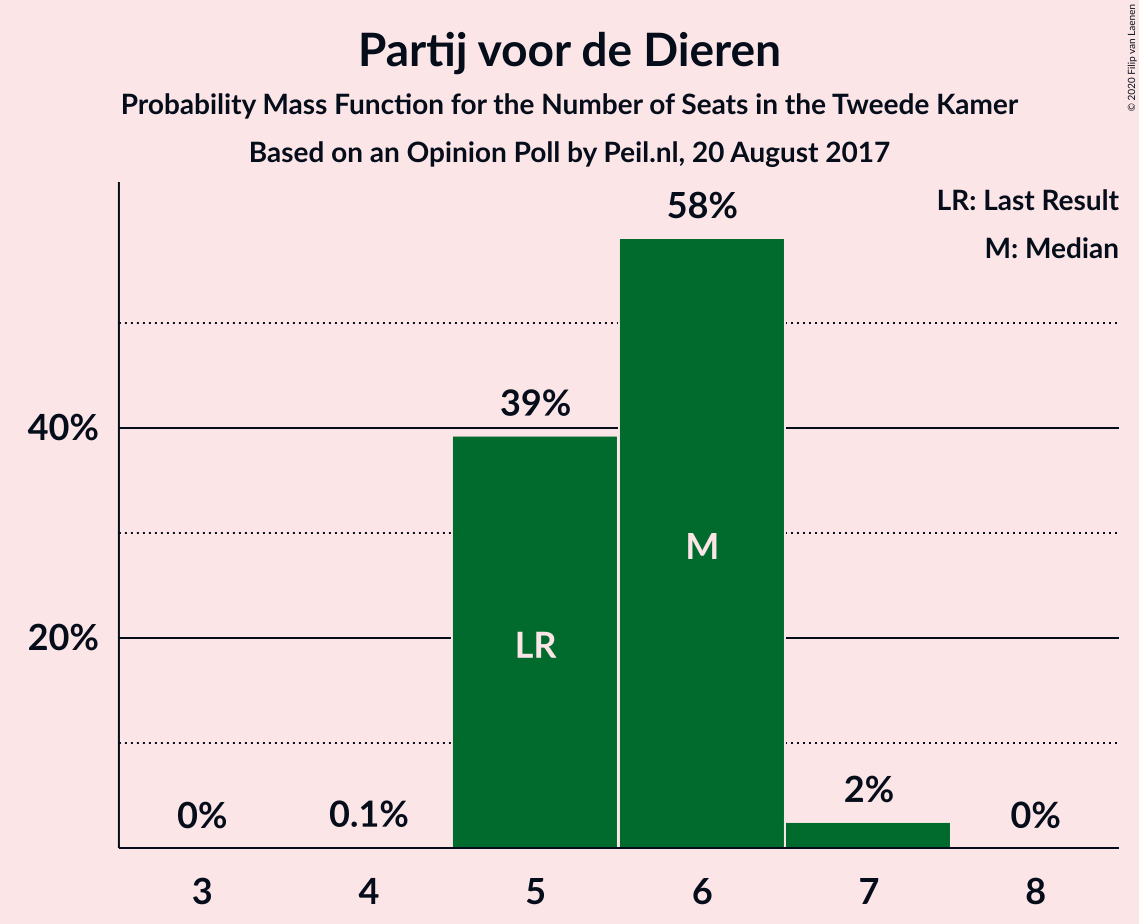 Partij voor de Dieren
Probability Mass Function for the Number of Seats in the Tweede Kamer
Based on an Opinion Poll by Peil.nl, 20 August 2017
© 2020 Filip van Laenen
LR: Last Result
M: Median
58%
39%
40%
M
20%
LR
2%
0%
0.1%
0%
3
4
5
6
7
8